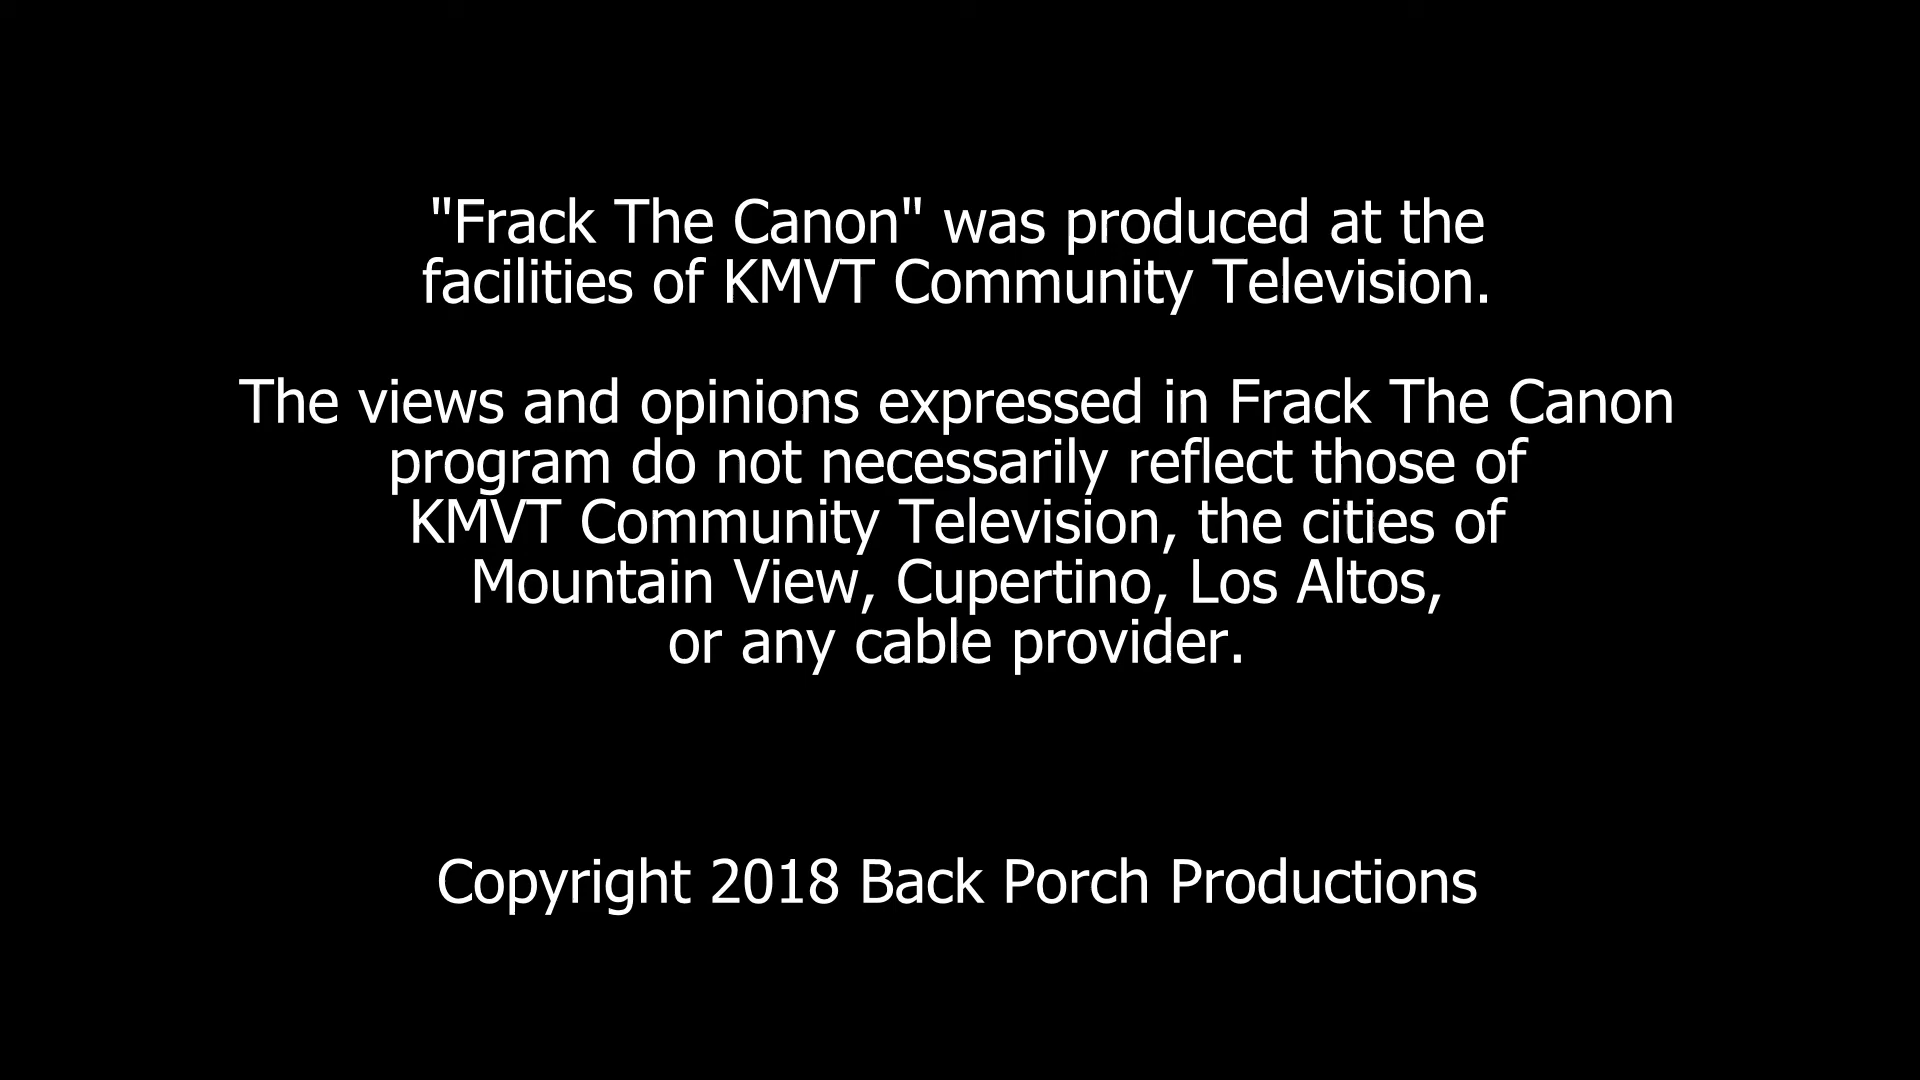 "Frack The Canon" was produced at the
facilities of KMVT Community Television.
The views and opinions expressed in Frack The Canon
program do not necessarily reflect those of
KMVT Community Television, the cities of
Mountain View, Cupertino, Los Altos,
or any cable provider.
Copyright 2018 Back Porch Productions